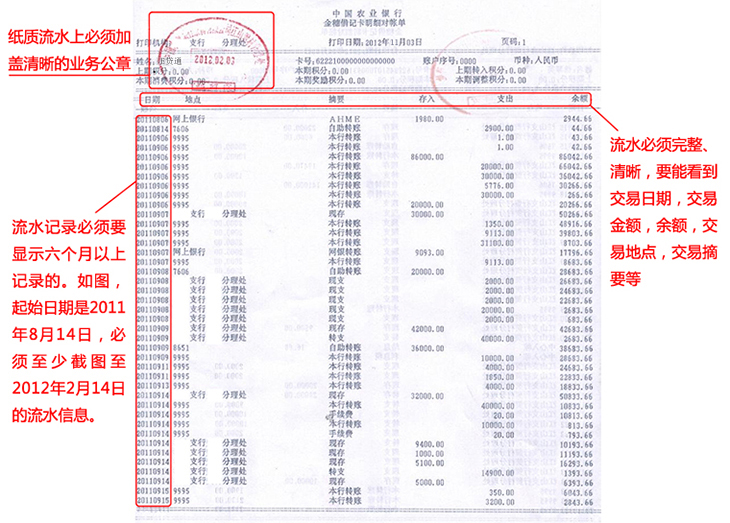 纸质流水上必须加
盖清晰的业务公章
中国农业银行
金穗借记卡明细对帐单
打印机构: 支行 分理处 打印日期:2012年11月03日 页码:1
2012.02.03
卡号:6222100000000000000 账户序号:0000 币种:人民币
上期积分:0.00 本期积分:0.00 上期转入积分:0.00
本期消费积分:0.00 本期奖励积分:0.00 本期调整积分:0.00
日期 地点 摘要 存入 支出 余额
20110806 网上银行 AHME 1980.00 2944.66
20110814 7606 自助转账 2900.00 44.66
20110906 9995 本行转账 1.00 43.66
20110906 9995 本行转账 1.00 42.66
20110906 9995 本行转账 86000.00 86042.66
20110906 9995 本行转账 20000.00 66042.66
20110906 9995 本行转账 30000.00 36042.66
20110906 9995 本行转账 5776.00 30266.66
20110906 9995 本行转账 30000.00 266.66
20110906 9995 本行转账 20000.00 20266.66
20110907 支行 分理处 现存 30000.00 50266.66
20110907 9995 本行转账 1350.00 48916.66
20110907 9995 本行转账 9113.00 39803.66
20110907 9995 本行转账 31100.00 8703.66
20110907 网上银行 网银转账 9093.00 17796.66
20110907 9995 本行转账 9113.00 8683.66
20110908 7606 自助转账 20000.00 28683.66
20110908 支行 分理处 现支 2000.00 26683.66
20110908 支行 分理处 现支 2000.00 24683.66
20110908 支行 分理处 现支 2000.00 22683.66
20110908 支行 分理处 现支 20000.00 2683.66
20110908 支行 分理处 现支 2000.00 683.66
20110909 支行 分理处 现存 42000.00 42683.66
20110909 支行 分理处 转支 40000.00 2683.66
20110909 8651 自助转账 36000.00 38683.66
20110909 9995 本行转账 10000.00 28683.66
20110911 9995 本行转账 4000.00 24683.66
20110911 9995 本行转账 1850.00 22833.66
20110913 9995 本行转账 4000.00 18833.66
20110914 支行 分理处 现存 32000.00 50833.66
20110914 9995 本行转账 40000.00 10833.66
20110914 9995 手续费 20.00 10813.66
20110914 9995 本行转账 10000.00 813.66
20110914 9995 手续费 20.00 793.66
20110914 支行 分理处 现存 9400.00 10193.66
20110914 支行 分理处 现存 1000.00 11193.66
20110914 支行 分理处 现存 5100.00 16293.66
20110914 支行 分理处 转支 14900.00 1393.66
20110914 支行 分理处 现存 5000.00 6393.66
20110915 9995 本行转账 350.00 6043.66
20110915 9995 本行转账 3200.00 2843.66
流水记录必须要
显示六个月以上
记录的。如图，
起始日期是2011
年8月14日，必
须至少截图至
2012年2月14日
的流水信息。
流水必须完整、
清晰，要能看到
交易日期，交易
金额，余额，交
易地点，交易摘
要等